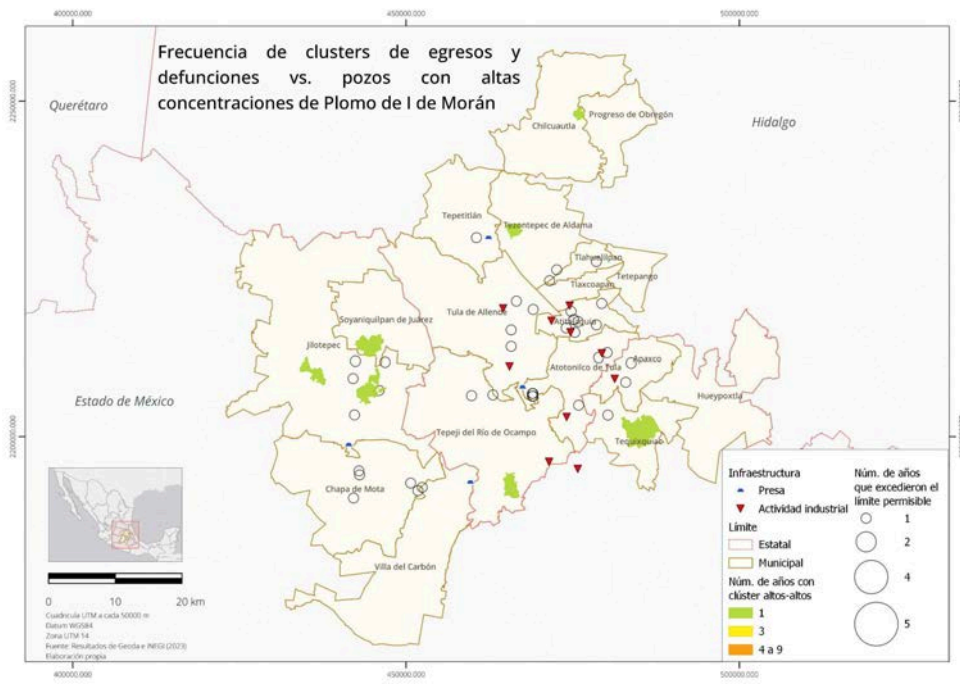 400000.000
450000.000
500000.000
Frecuencia de clusters de egresos y
defunciones vs. pozos con altas
concentraciones de Plomo de I de Morán
Querétaro
Hidalgo
2250000.000
Progreso de Obregón
Chilcuautla
Tepetitlán
Tezontepec de Aldama
Tlahuelilpan
Tetepango
Tlaxcoapan
Tula de Allende
Soyaniquilpan de Juárez
Jilotepec
Atotonilco de Tula
Apaxco
Hueypoxtla
Estado de México
2200000.000
Tepeji del Río de Ocampo
Tequixquiac
Chapa de Mota
Villa del Carbón
0 10 20 km
Cuadrícula UTM a cada 50000 m
Datum WGS84
Zona UTM 14
Fuente: Resultados de Geoda e INEGI (2023)
Elaboración propia
Infraestructura
Presa
Actividad industrial
Límite
Estatal
Municipal
Núm. de años con
clúster altos-altos
1
3
4 a 9
Núm. de años
que excedieron el
límite permisible
1
2
4
5
400000.000
450000.000
500000.000